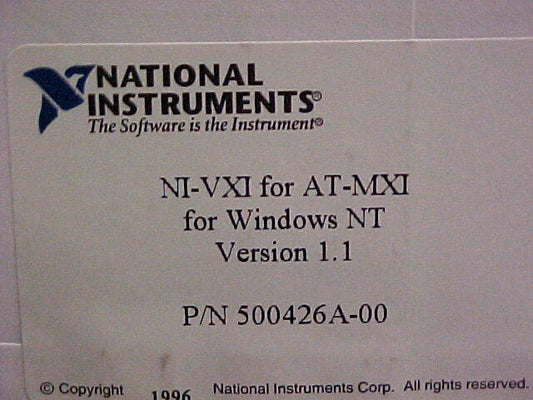 NATIONAL
INSTRUMENTS®
The Software is the Instrument®
NI-VXI for AT-MXI
for Windows NT
Version 1.1
P/N 500426A-00
© Copyright 1996 National Instruments Corp. All rights reserved.